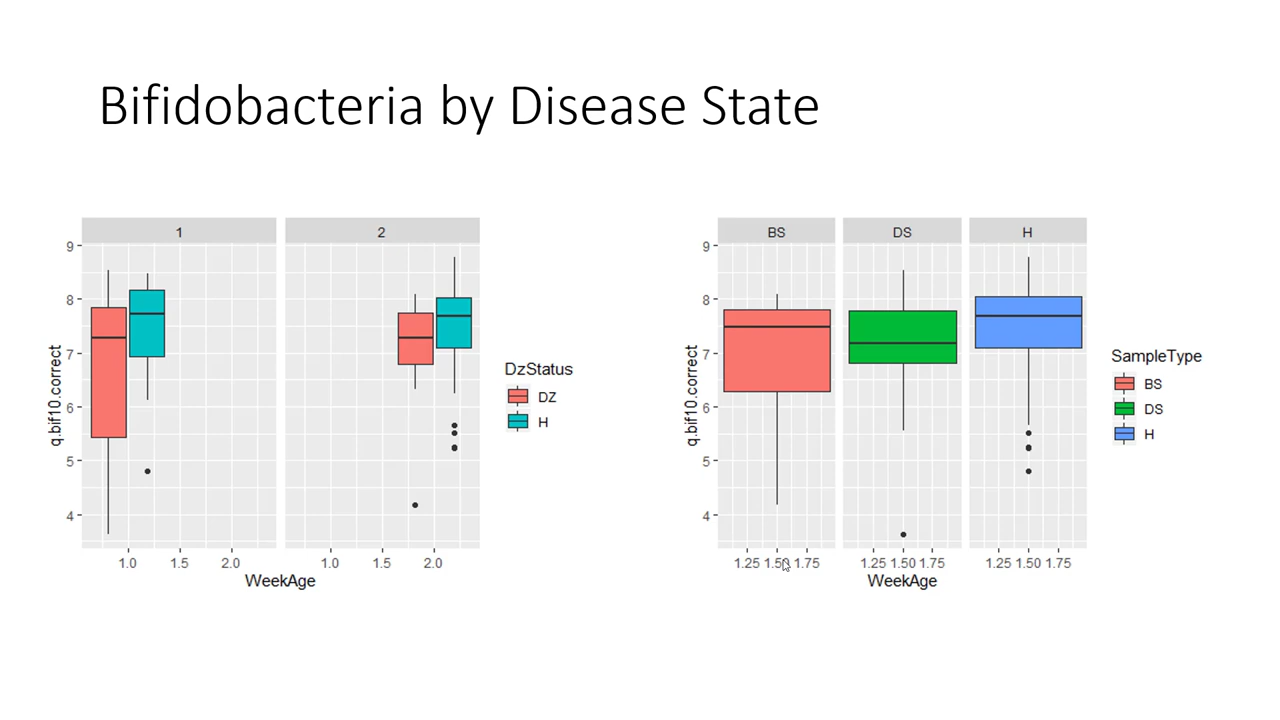 Bifidobacteria by Disease State
1 2
9
8
7
6
5
4
q.bif10.correct
1.0 1.5 2.0 1.0 1.5 2.0
WeekAge
DzStatus
DZ
H
BS DS H
9
8
7
6
5
4
q.bif10.correct
1.25 1.50 1.75 1.25 1.50 1.75 1.25 1.50 1.75
WeekAge
SampleType
BS
DS
H